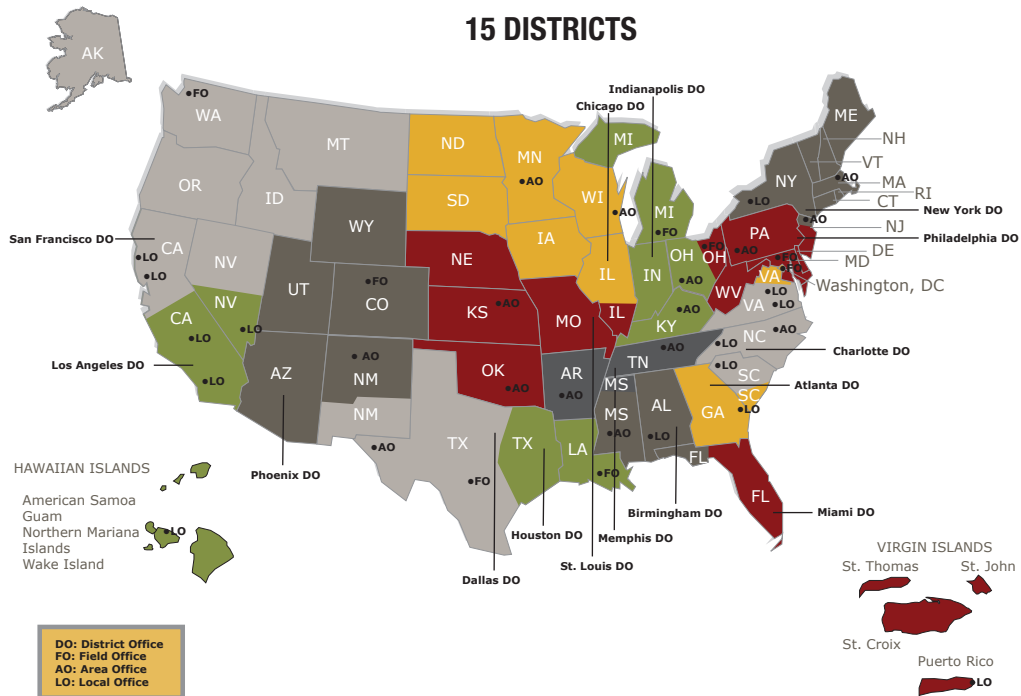 15 DISTRICTS
AK
Indianapolis DO
Chicago DO
FO
WA
MT
ND
MN
AO
MI
ME
NH
VT
AO
MA
RI
CT
OR
ID
SD
WI
AO
MI
FO
NY
LO
New York DO
AO
NJ
Philadelphia DO
San Francisco DO
CA
LO
LO
NV
WY
IA
NE
IL
IN
OH
AO
FO
OH
PA
AO
FO
FO
DE
MD
Washington, DC
NV
LO
CA
LO
LO
Los Angeles DO
UT
FO
CO
AO
KS
MO
IL
AO
KY
WV
VA
LO
VA
LO
AO
NC
LO
Charlotte DO
AZ
AO
NM
NM
OK
AO
AR
AO
AO
TN
MS
LO
SC
SC
LO
Atlanta DO
Phoenix DO
AO
TX
FO
TX
LA
FO
MS
AO
AL
LO
GA
FL
FL
Birmingham DO
Miami DO
Houston DO
Memphis DO
Dallas DO
St. Louis DO
HAWAIIAN ISLANDS
American Samoa
Guam
Northern Mariana
Islands
Wake Island
LO
VIRGIN ISLANDS
St. Thomas
St. John
St. Croix
Puerto Rico
LO
DO: District Office
FO: Field Office
AO: Area Office
LO: Local Office